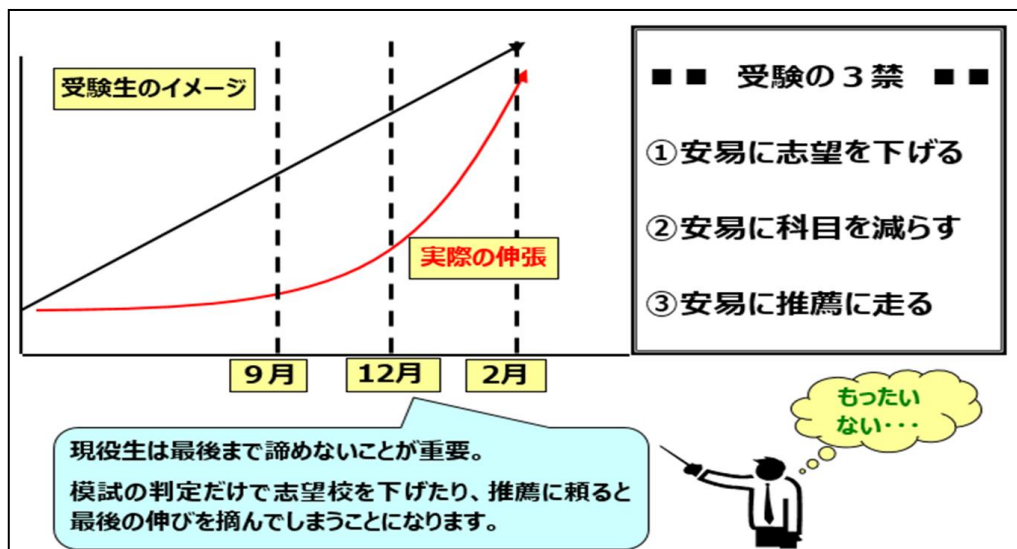 受験生のイメージ
実際の伸張
9月
12月
2月
■ ■ 受験の3禁 ■ ■
①安易に志望を下げる
②安易に科目を減らす
③安易に推薦に走る
現役生は最後まで諦めないことが重要。
模試の判定だけで志望校を下げたり、推薦に頼ると
最後の伸びを摘んでしまうことになります。
もったい
ない・・・